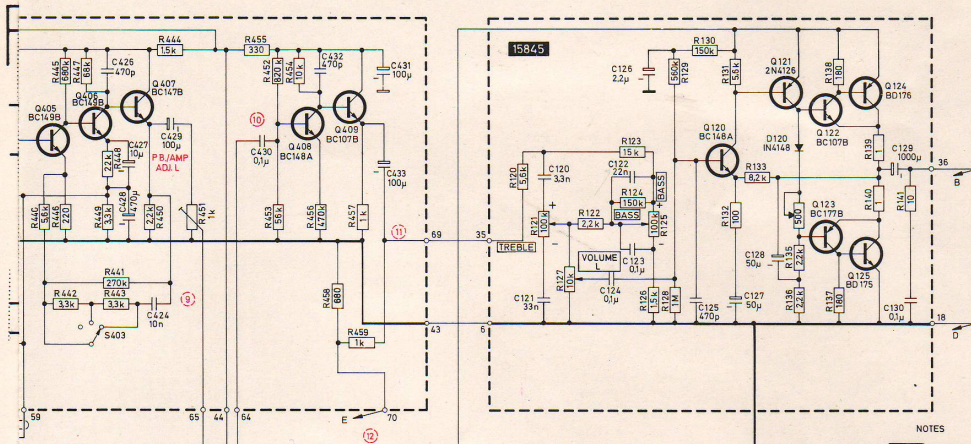 R445
680k
R447
68k
C426
470p
R444
1,5k
Q407
BC147B
Q406
BC149B
Q405
BC149B
R448
2,2k
C427
10µ
C429
100µ
P.B./AMP
ADJ. L
R446
5,6k
220
R449
3,3k
C428
470µ
R450
2,2k
R451
1k
R441
270k
R442
3,3k
R443
3,3k
C424
10n
S403
9
59
65
44
64
R455
330
R452
820k
R454
10k
C432
470p
C431
100µ
10
C430
0,1µ
Q408
BC148A
Q409
BC107B
C433
100µ
R453
56k
R456
470k
R457
1,1k
11
69
R458
680
R459
1k
43
E
70
12
15845
35
6
TREBLE
R120
5,6k
C120
3,3n
R121
100k
C121
33n
R123
15k
C122
22n
R124
150k
BASS
BASS
R122
2,2k
R125
100k
C123
0,1µ
VOLUME
L
R127
10k
C124
0,1µ
R126
1,5k
R128
1M
C126
2,2µ
R130
150k
R129
560k
R131
5,6k
Q120
BC148A
C125
470p
R132
100
C127
50µ
R133
8,2k
C128
50µ
Q121
2N4126
R138
180
Q124
BD176
Q122
BC107B
D120
IN4148
500
Q123
BC177B
R135
2,2k
R136
2,2k
R137
180
Q125
BD175
R139
1
R140
1
C129
1000µ
R141
10
C130
0,1µ
36
B
18
D
NOTES